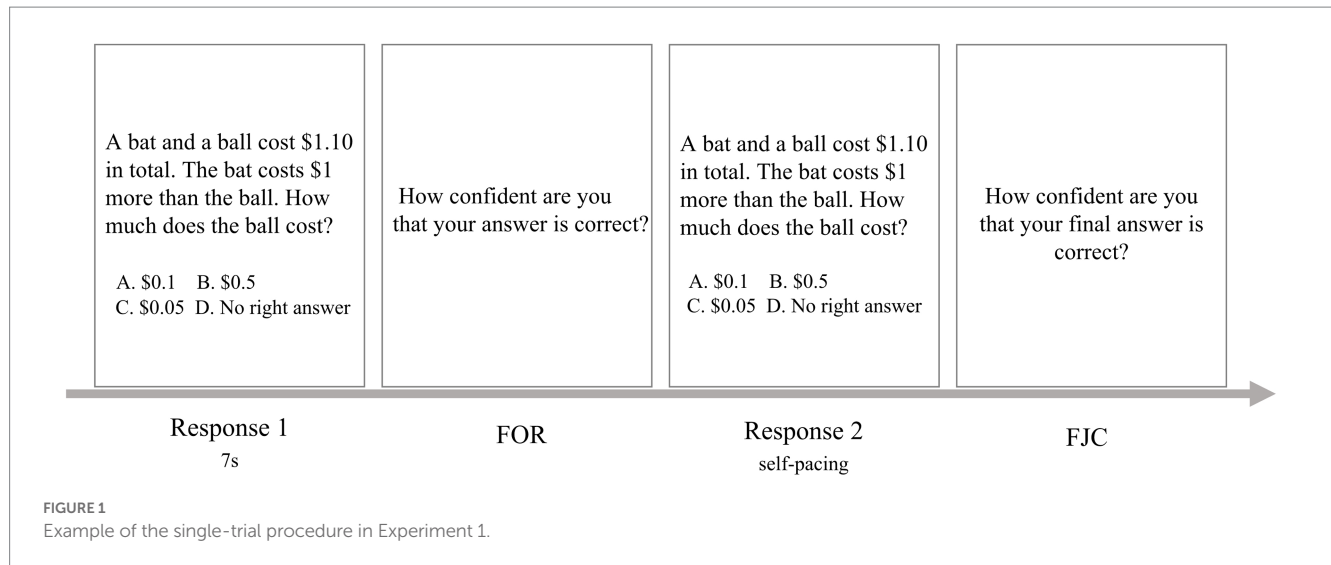 A bat and a ball cost $1.10
in total. The bat costs $1
more than the ball. How
much does the ball cost?
A. $0.1 B. $0.5
C. $0.05 D. No right answer
How confident are you
that your answer is correct?
A bat and a ball cost $1.10
in total. The bat costs $1
more than the ball. How
much does the ball cost?
A. $0.1 B. $0.5
C. $0.05 D. No right answer
How confident are you
that your final answer is
correct?
Response 1
7s
FOR
Response 2
self-pacing
FJC
FIGURE 1
Example of the single-trial procedure in Experiment 1.